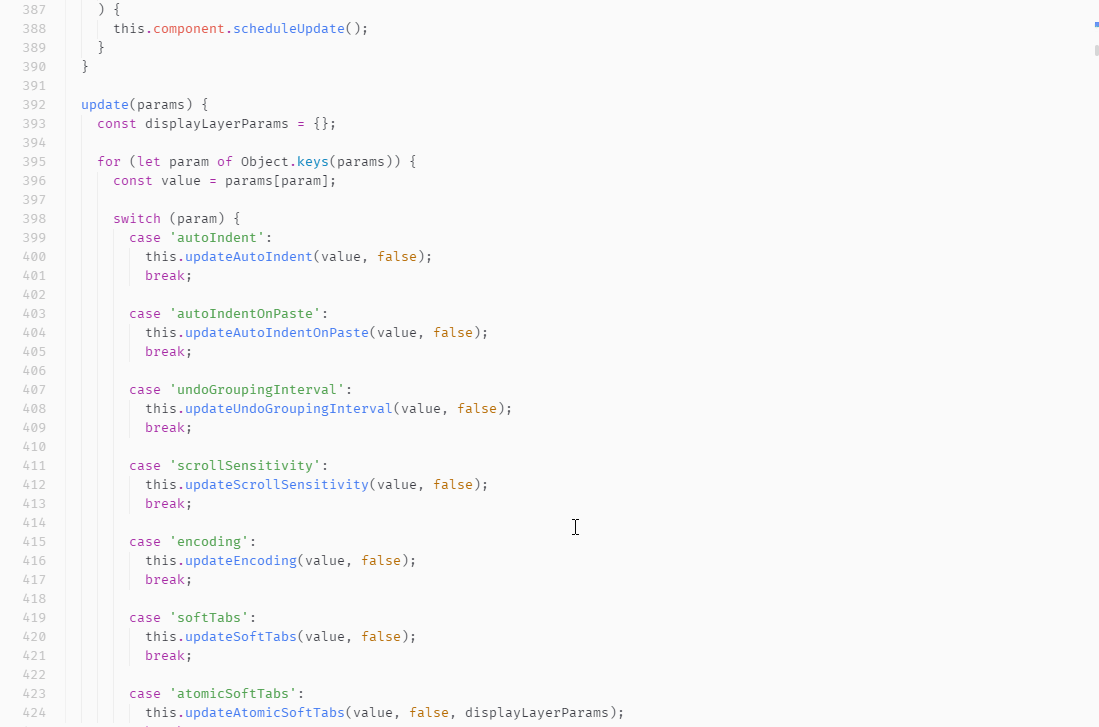 387 ) {
388 this.component.scheduleUpdate();
389 }
390 }
391
392 update(params) {
393 const displayLayerParams = {};
394
395 for (let param of Object.keys(params)) {
396 const value = params[param];
397
398 switch (param) {
399 case 'autoIndent':
400 this.updateAutoIndent(value, false);
401 break;
402
403 case 'autoIndentOnPaste':
404 this.updateAutoIndentOnPaste(value, false);
405 break;
406
407 case 'undoGroupingInterval':
408 this.updateUndoGroupingInterval(value, false);
409 break;
410
411 case 'scrollSensitivity':
412 this.updateScrollSensitivity(value, false);
413 break;
414
415 case 'encoding':
416 this.updateEncoding(value, false);
417 break;
418
419 case 'softTabs':
420 this.updateSoftTabs(value, false);
421 break;
422
423 case 'atomicSoftTabs':
424 this.updateAtomicSoftTabs(value, false, displayLayerParams);